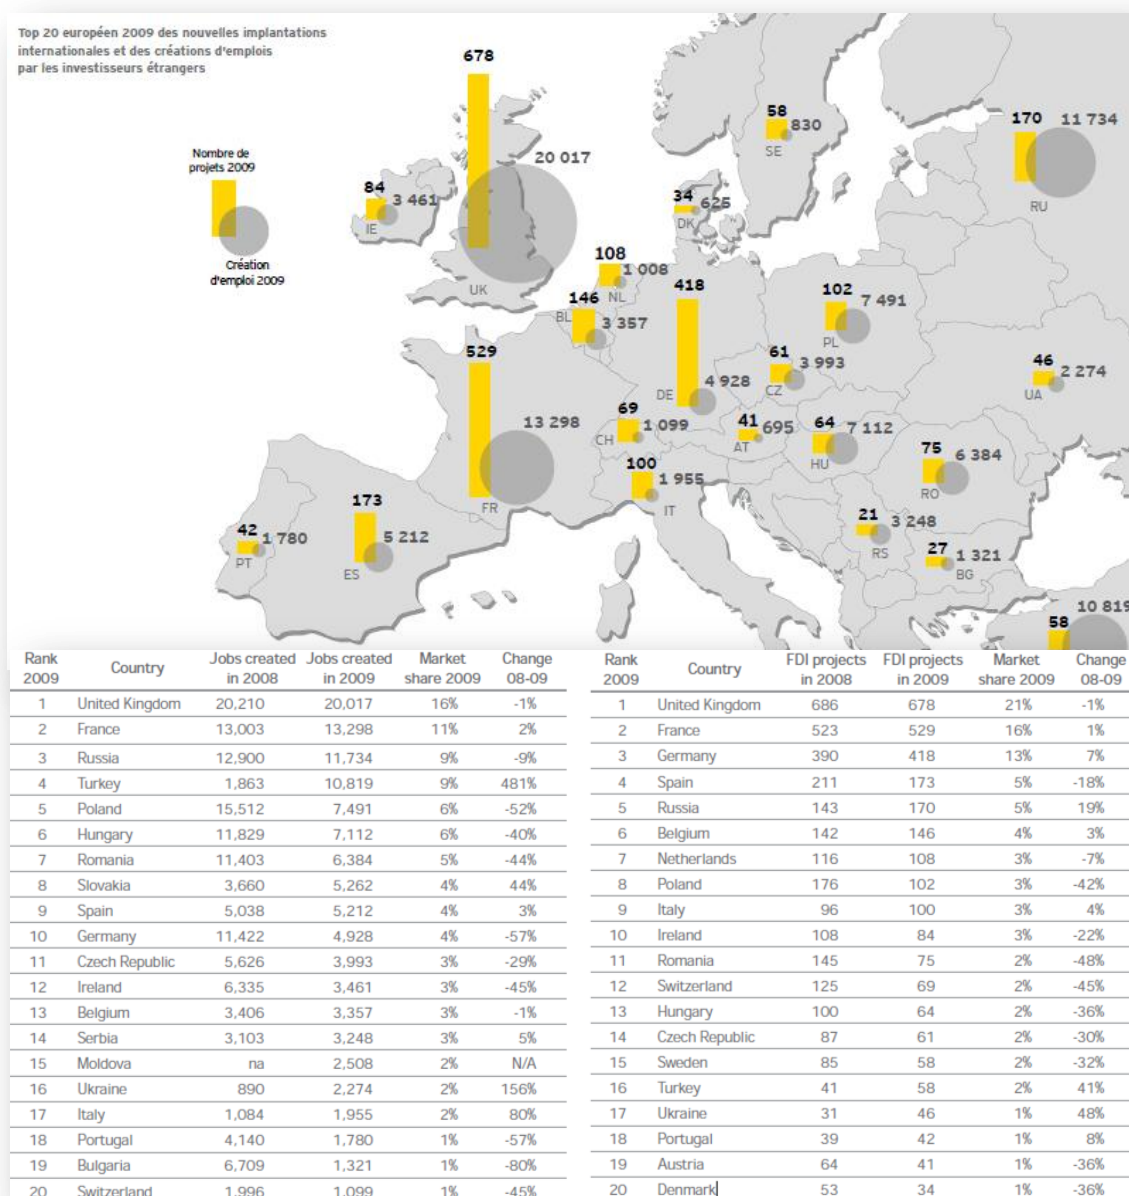 Top 20 européen 2009 des nouvelles implantations
internationales et des créations d'emplois
par les investisseurs étrangers
Nombre de
projets 2009
Création
d'emploi 2009
678
20 017
UK
84
3 461
IE
58
830
SE
170
11 734
RU
34
625
DK
108
1 008
NL
146
3 357
BL
418
4 928
DE
102
7 491
PL
61
3 993
CZ
46
2 274
UA
529
13 298
FR
69
1 099
CH
41
695
AT
64
7 112
HU
75
6 384
RO
100
1 955
IT
173
5 212
ES
42
1 780
PT
21
3 248
RS
27
1 321
BG
58
10 819
Rank 2009 Country Jobs created in 2008 Jobs created in 2009 Market share 2009 Change 08-09
1 United Kingdom 20,210 20,017 16% -1%
2 France 13,003 13,298 11% 2%
3 Russia 12,900 11,734 9% -9%
4 Turkey 1,863 10,819 9% 481%
5 Poland 15,512 7,491 6% -52%
6 Hungary 11,829 7,112 6% -40%
7 Romania 11,403 6,384 5% -44%
8 Slovakia 3,660 5,262 4% 44%
9 Spain 5,038 5,212 4% 3%
10 Germany 11,422 4,928 4% -57%
11 Czech Republic 5,626 3,993 3% -29%
12 Ireland 6,335 3,461 3% -45%
13 Belgium 3,406 3,357 3% -1%
14 Serbia 3,103 3,248 3% 5%
15 Moldova na 2,508 2% N/A
16 Ukraine 890 2,274 2% 156%
17 Italy 1,084 1,955 2% 80%
18 Portugal 4,140 1,780 1% -57%
19 Bulgaria 6,709 1,321 1% -80%
20 Switzerland 1,996 1,099 1% -45%
Rank 2009 Country FDI projects in 2008 FDI projects in 2009 Market share 2009 Change 08-09
1 United Kingdom 686 678 21% -1%
2 France 523 529 16% 1%
3 Germany 390 418 13% 7%
4 Spain 211 173 5% -18%
5 Russia 143 170 5% 19%
6 Belgium 142 146 4% 3%
7 Netherlands 116 108 3% -7%
8 Poland 176 102 3% -42%
9 Italy 96 100 3% 4%
10 Ireland 108 84 3% -22%
11 Romania 145 75 2% -48%
12 Switzerland 125 69 2% -45%
13 Hungary 100 64 2% -36%
14 Czech Republic 87 61 2% -30%
15 Sweden 85 58 2% -32%
16 Turkey 41 58 2% 41%
17 Ukraine 31 46 1% 48%
18 Portugal 39 42 1% 8%
19 Austria 64 41 1% -36%
20 Denmark 53 34 1% -36%